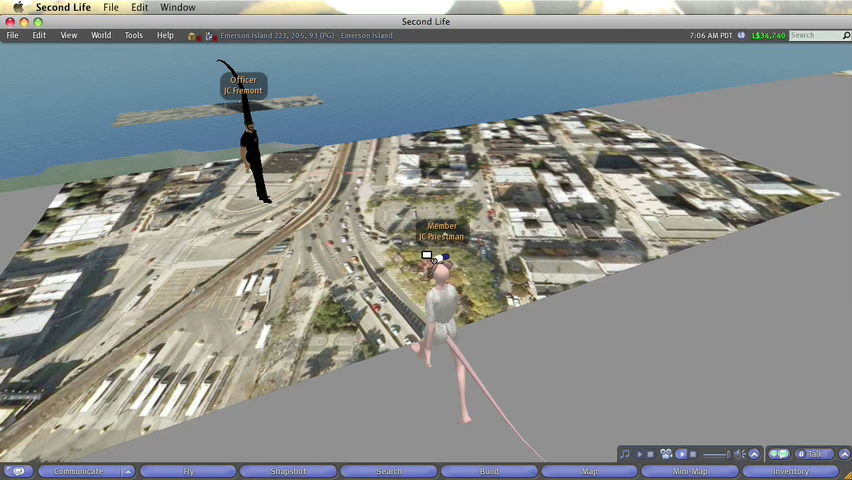 Second Life File Edit Window
Second Life
File Edit View World Tools Help Emerson Island 223, 205, 93 (PG) - Emerson Island 7:06 AM PDT L$34,740 Search
Officer
JC Fremont
Member
JC Priestman
Talk
Communicate Fly Snapshot Search Build Map Mini-Map Inventory